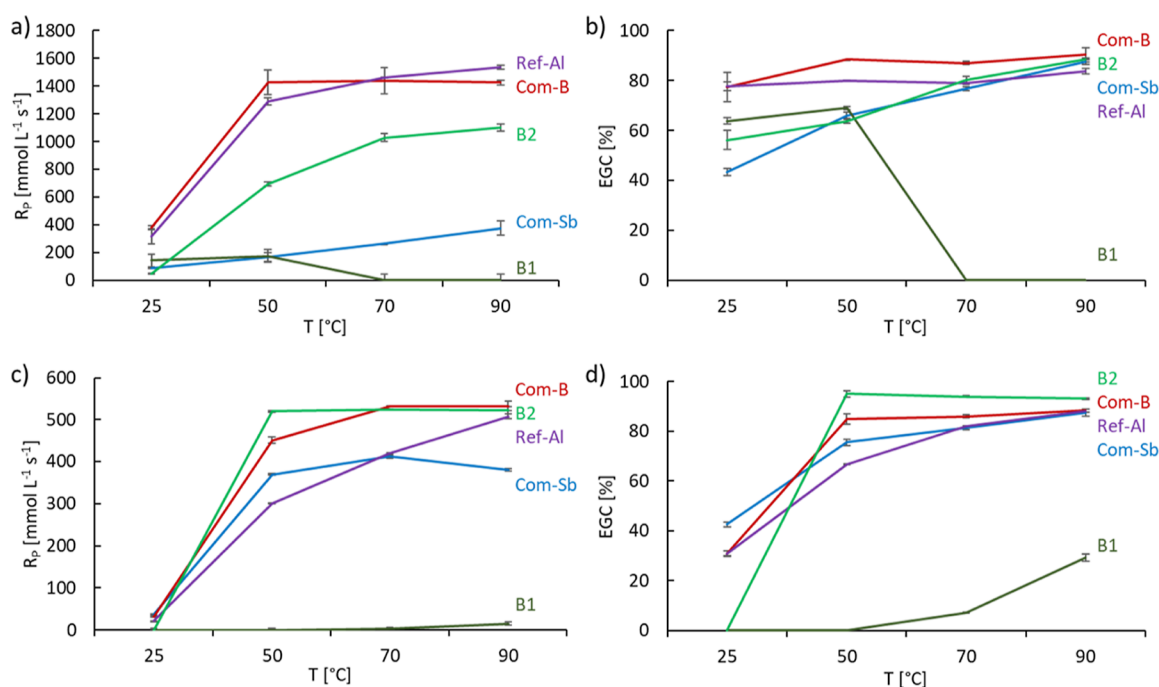 a)
1800
1600
1400
1200
1000
800
600
400
200
0
R_P [mmol L⁻¹ s⁻¹]
25 50 70 90
T [°C]
Ref-Al
Com-B
B2
Com-Sb
B1
b)
100
80
60
40
20
0
EGC [%]
25 50 70 90
T [°C]
Com-B
B2
Com-Sb
Ref-Al
B1
c)
600
500
400
300
200
100
0
R_P [mmol L⁻¹ s⁻¹]
25 50 70 90
T [°C]
Com-B
B2
Ref-Al
Com-Sb
B1
d)
100
80
60
40
20
0
EGC [%]
25 50 70 90
T [°C]
B2
Com-B
Ref-Al
Com-Sb
B1